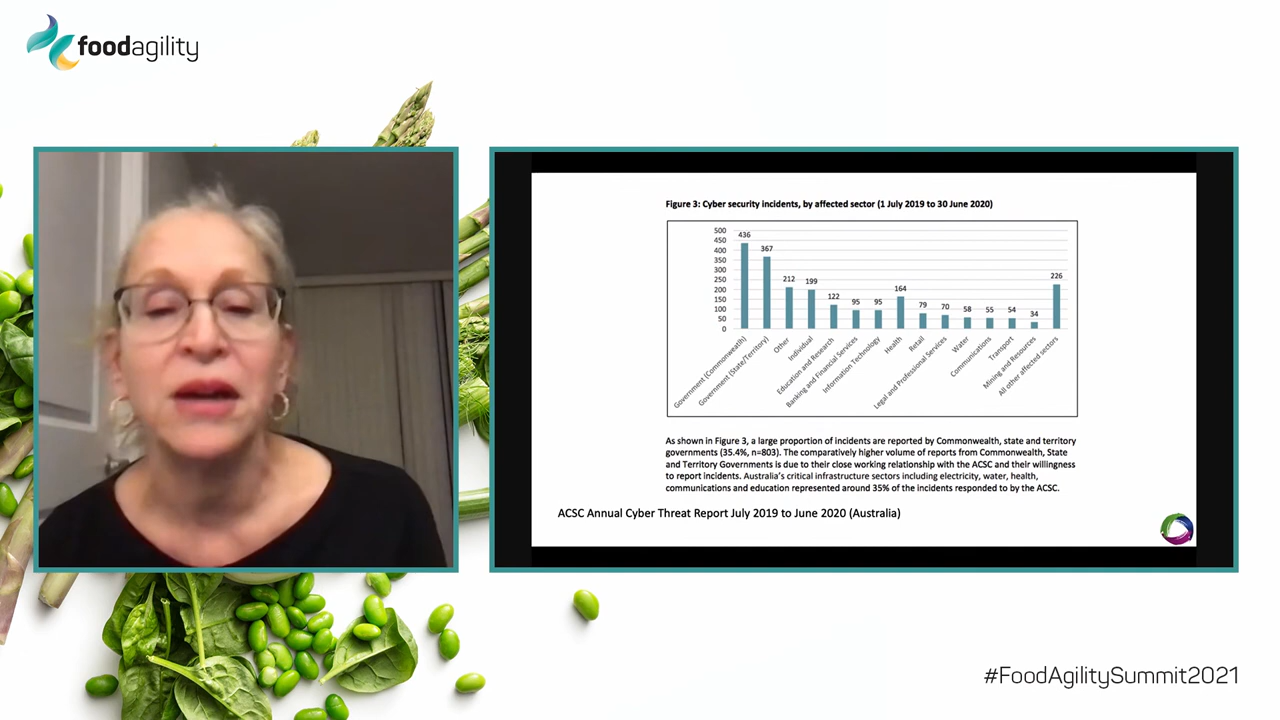 foodagility
Figure 3: Cyber security incidents, by affected sector (1 July 2019 to 30 June 2020)
500
450
400
350
300
250
200
150
100
50
0
436
367
212
199
122
95
95
164
79
70
58
55
54
34
226
Government (Commonwealth)
Government (State/Territory)
Other
Individual
Education and Research
Banking and Financial Services
Information Technology
Health
Retail
Legal and Professional Services
Water
Communications
Transport
Mining and Resources
All other affected sectors
As shown in Figure 3, a large proportion of incidents are reported by Commonwealth, state and territory
governments (35.4%, n=803). The comparatively higher volume of reports from Commonwealth, State
and Territory Governments is due to their close working relationship with the ACSC and their willingness
to report incidents. Australia's critical infrastructure sectors including electricity, water, health,
communications and education represented around 35% of the incidents responded to by the ACSC.
ACSC Annual Cyber Threat Report July 2019 to June 2020 (Australia)
#FoodAgilitySummit2021